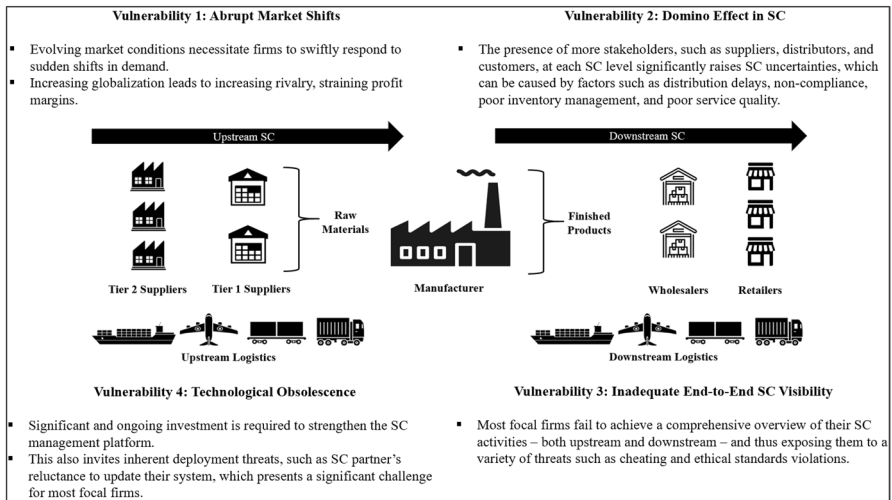 Vulnerability 1: Abrupt Market Shifts
▪ Evolving market conditions necessitate firms to swiftly respond to
sudden shifts in demand.
▪ Increasing globalization leads to increasing rivalry, straining profit
margins.
Vulnerability 2: Domino Effect in SC
▪ The presence of more stakeholders, such as suppliers, distributors, and
customers, at each SC level significantly raises SC uncertainties, which
can be caused by factors such as distribution delays, non-compliance,
poor inventory management, and poor service quality.
Upstream SC
Downstream SC
Raw
Materials
Finished
Products
Tier 2 Suppliers
Tier 1 Suppliers
Manufacturer
Wholesalers
Retailers
Upstream Logistics
Downstream Logistics
Vulnerability 4: Technological Obsolescence
▪ Significant and ongoing investment is required to strengthen the SC
management platform.
▪ This also invites inherent deployment threats, such as SC partner's
reluctance to update their system, which presents a significant challenge
for most focal firms.
Vulnerability 3: Inadequate End-to-End SC Visibility
▪ Most focal firms fail to achieve a comprehensive overview of their SC
activities – both upstream and downstream – and thus exposing them to a
variety of threats such as cheating and ethical standards violations.